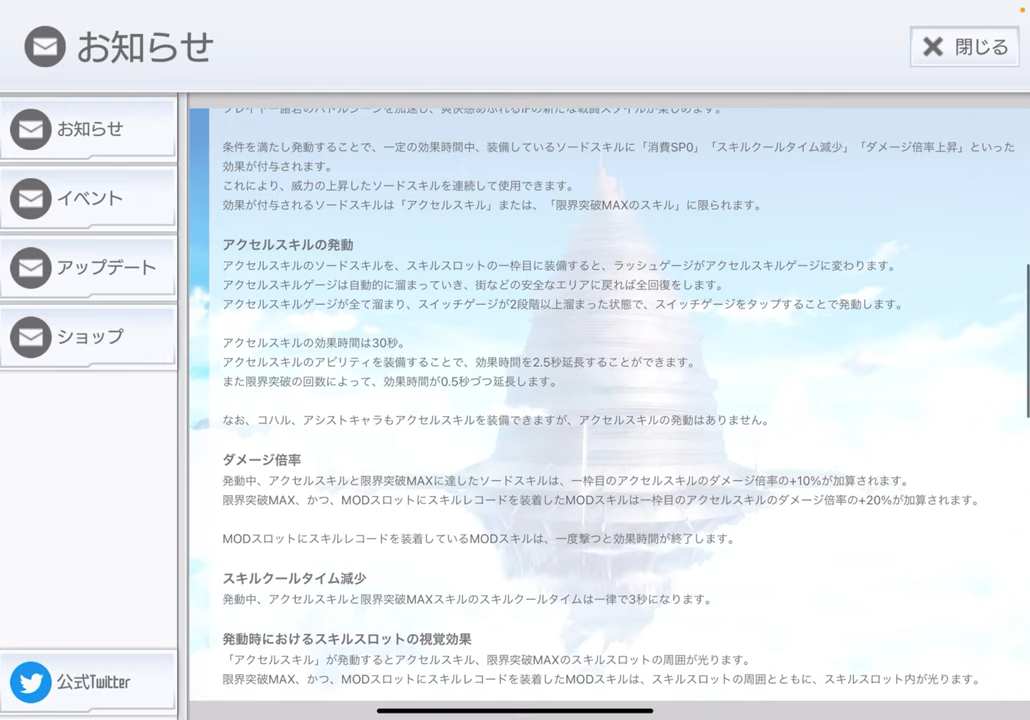 お知らせ
閉じる
お知らせ
イベント
アップデート
ショップ
公式Twitter
条件を満たし発動することで、一定の効果時間中、装備しているソードスキルに「消費SP0」「スキルクールタイム減少」「ダメージ倍率上昇」といった
効果が付与されます。
これにより、威力の上昇したソードスキルを連続して使用できます。
効果が付与されるソードスキルは「アクセルスキル」または、「限界突破MAXのスキル」に限られます。
アクセルスキルの発動
アクセルスキルのソードスキルを、スキルスロットの一枠目に装備すると、ラッシュゲージがアクセルスキルゲージに変わります。
アクセルスキルゲージは自動的に溜まっていき、街などの安全なエリアに戻れば全回復をします。
アクセルスキルゲージが全て溜まり、スイッチゲージが2段階以上溜まった状態で、スイッチゲージをタップすることで発動します。
アクセルスキルの効果時間は30秒。
アクセルスキルのアビリティを装備することで、効果時間を2.5秒延長することができます。
また限界突破の回数によって、効果時間が0.5秒づつ延長します。
なお、コハル、アシストキャラもアクセルスキルを装備できますが、アクセルスキルの発動はありません。
ダメージ倍率
発動中、アクセルスキルと限界突破MAXに達したソードスキルは、一枠目のアクセルスキルのダメージ倍率の+10%が加算されます。
限界突破MAX、かつ、MODスロットにスキルレコードを装着したMODスキルは一枠目のアクセルスキルのダメージ倍率の+20%が加算されます。
MODスロットにスキルレコードを装着しているMODスキルは、一度撃つと効果時間が終了します。
スキルクールタイム減少
発動中、アクセルスキルと限界突破MAXスキルのスキルクールタイムは一律で3秒になります。
発動時におけるスキルスロットの視覚効果
「アクセルスキル」が発動するとアクセルスキル、限界突破MAXのスキルスロットの周囲が光ります。
限界突破MAX、かつ、MODスロットにスキルレコードを装着したMODスキルは、スキルスロットの周囲とともに、スキルスロット内が光ります。